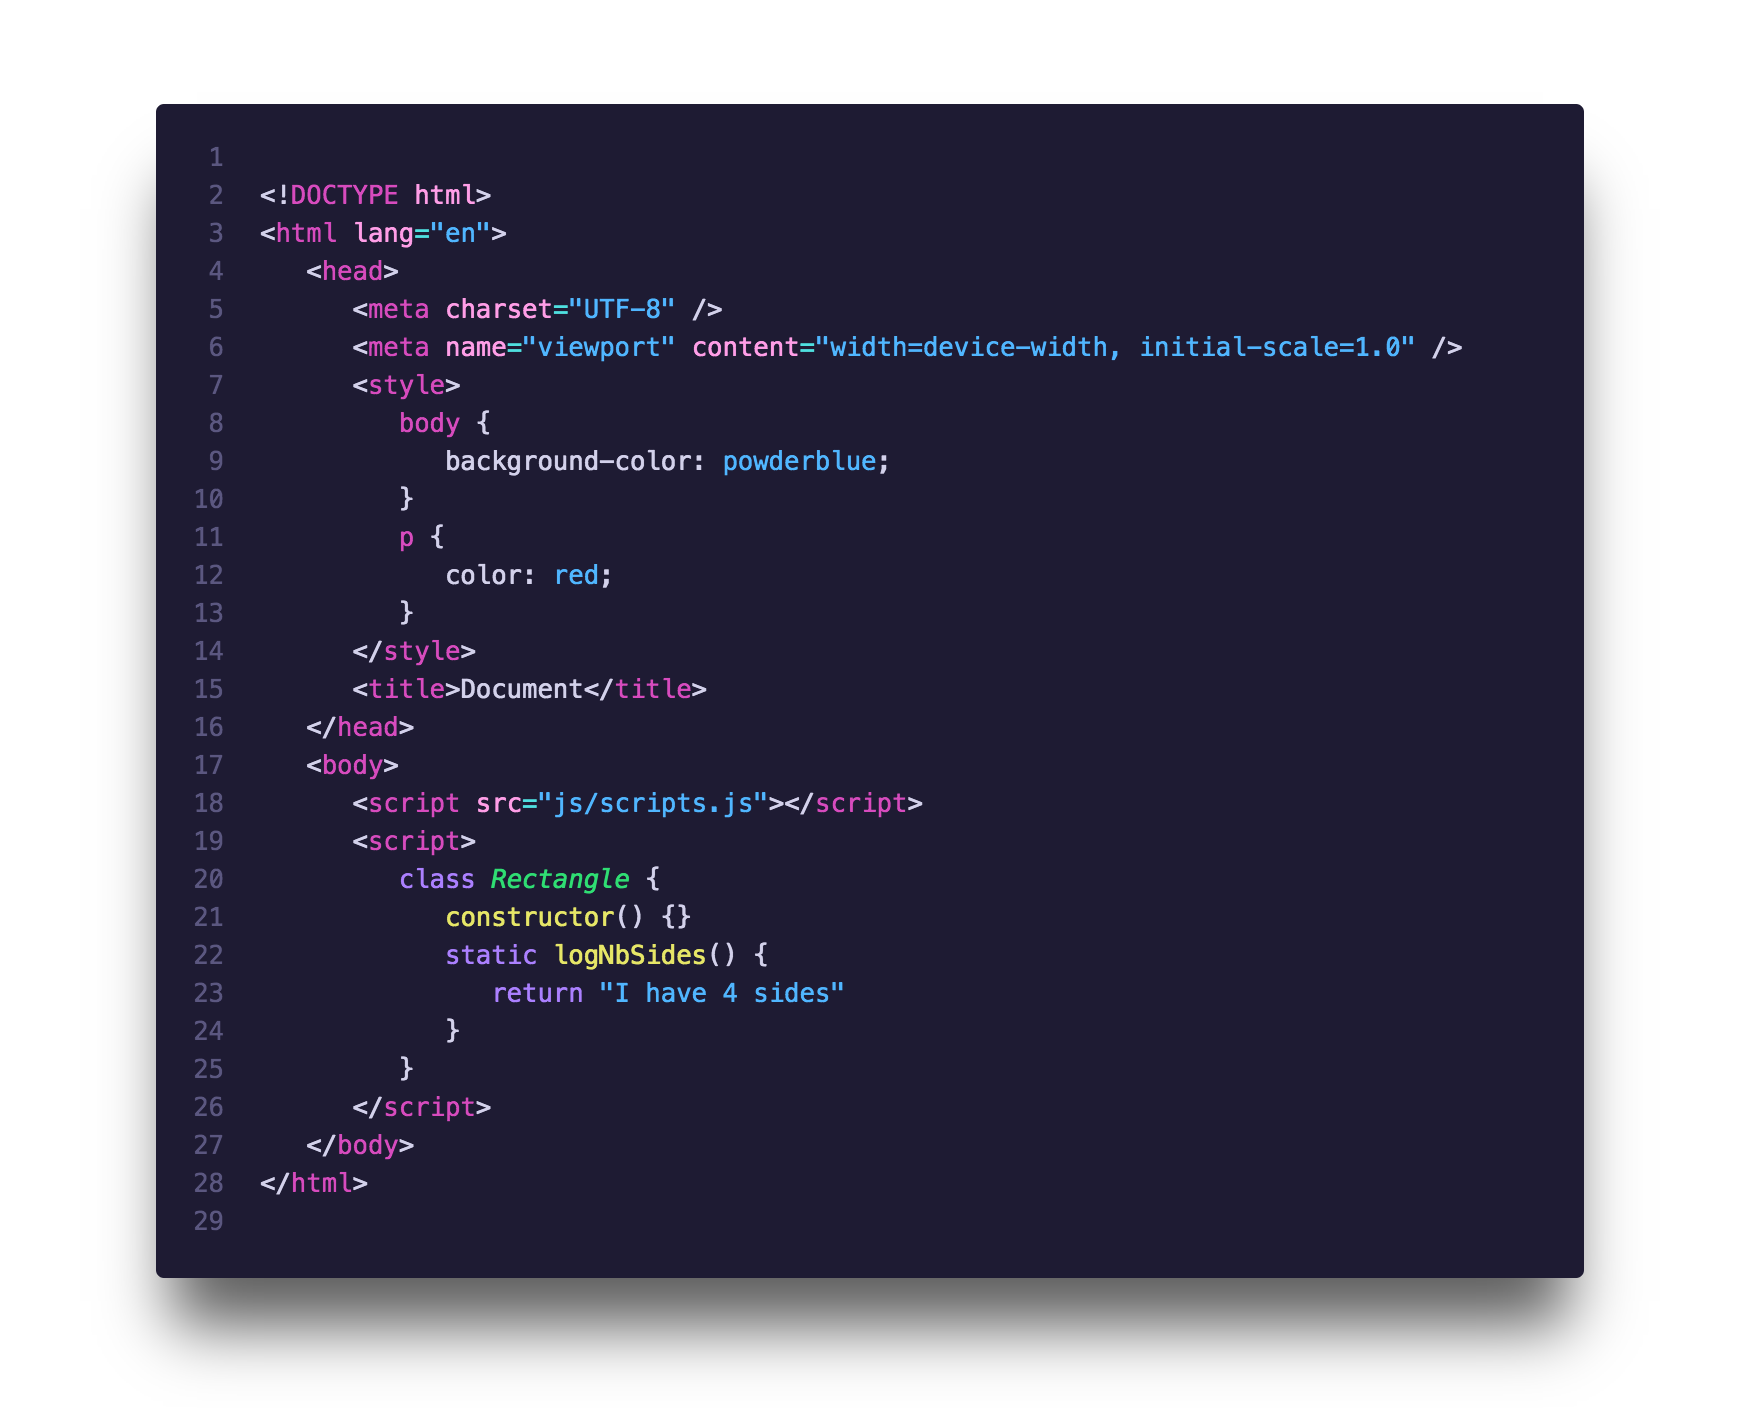 1
2 <!DOCTYPE html>
3 <html lang="en">
4    <head>
5       <meta charset="UTF-8" />
6       <meta name="viewport" content="width=device-width, initial-scale=1.0" />
7       <style>
8          body {
9             background-color: powderblue;
10          }
11          p {
12             color: red;
13          }
14       </style>
15       <title>Document</title>
16    </head>
17    <body>
18       <script src="js/scripts.js"></script>
19       <script>
20          class Rectangle {
21             constructor() {}
22             static logNbSides() {
23                return "I have 4 sides"
24             }
25          }
26       </script>
27    </body>
28 </html>
29